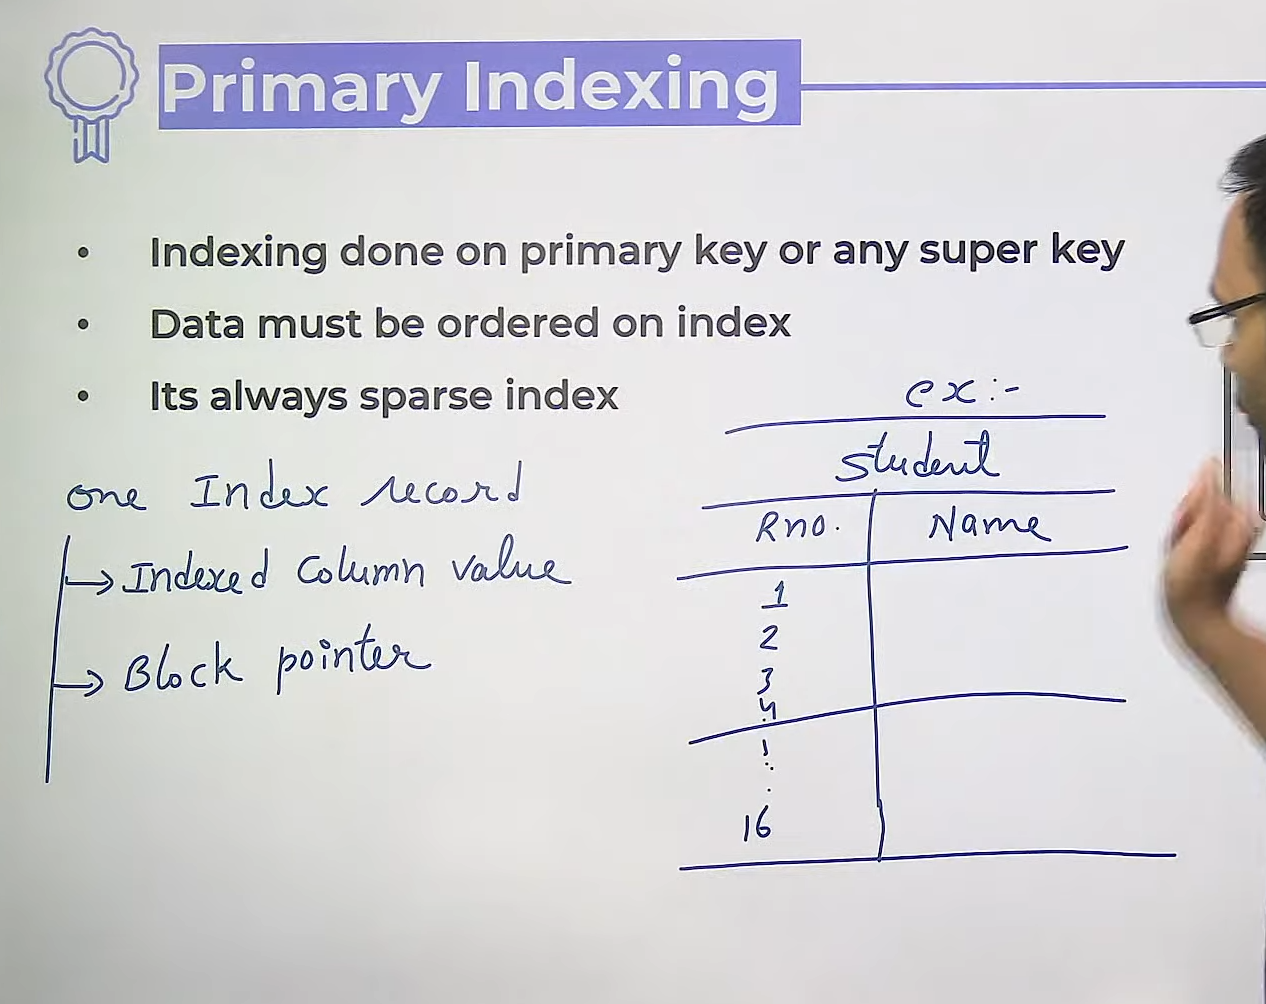 Primary Indexing
• Indexing done on primary key or any super key
• Data must be ordered on index
• Its always sparse index
ex:-
Student
one Index record
Rno. Name
→ Indexed Column value
1
2
→ Block pointer
3
4
16